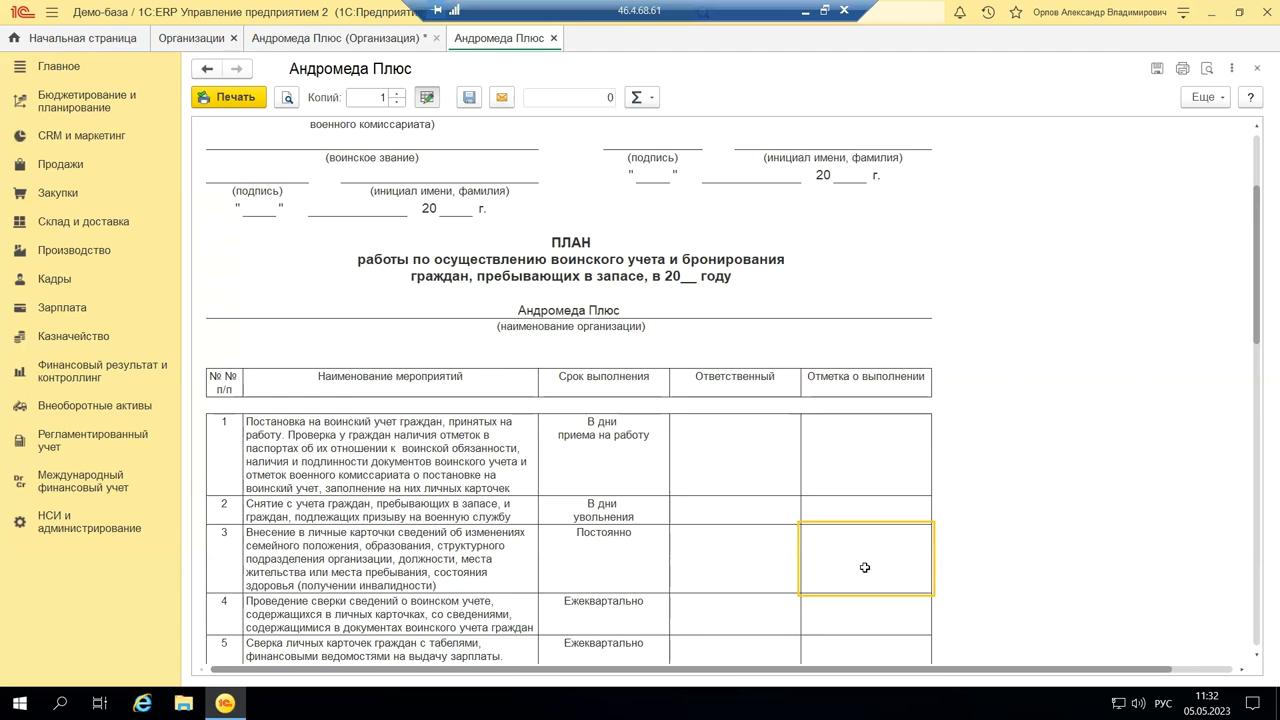 Демо-база / 1С:ERP Управление предприятием 2 (1С:Предприяти
46.4.68.61
Орлов Александр Владимирович
Начальная страница
Организации
Андромеда Плюс (Организация) *
Андромеда Плюс
Главное
Бюджетирование и
планирование
CRM и маркетинг
Продажи
Закупки
Склад и доставка
Производство
Кадры
Зарплата
Казначейство
Финансовый результат и
контроллинг
Внеоборотные активы
Регламентированный
учет
Международный
финансовый учет
НСИ и
администрирование
Андромеда Плюс
Печать
Копий:
1
0
Σ
Еще
?
военного комиссариата)
(воинское звание)
(подпись)
(инициал имени, фамилия)
" _____ " 20 _____ г.
(подпись)
(инициал имени, фамилия)
" _____ " 20 _____ г.
ПЛАН
работы по осуществлению воинского учета и бронирования
граждан, пребывающих в запасе, в 20__ году
Андромеда Плюс
(наименование организации)
№ № п/п
Наименование мероприятий
Срок выполнения
Ответственный
Отметка о выполнении
1
Постановка на воинский учет граждан, принятых на
работу. Проверка у граждан наличия отметок в
паспортах об их отношении к воинской обязанности,
наличия и подлинности документов воинского учета и
отметок военного комиссариата о постановке на
воинский учет, заполнение на них личных карточек
В дни
приема на работу
2
Снятие с учета граждан, пребывающих в запасе, и
граждан, подлежащих призыву на военную службу
В дни
увольнения
3
Внесение в личные карточки сведений об изменениях
семейного положения, образования, структурного
подразделения организации, должности, места
жительства или места пребывания, состояния
здоровья (получении инвалидности)
Постоянно
4
Проведение сверки сведений о воинском учете,
содержащихся в личных карточках, со сведениями,
содержащимися в документах воинского учета граждан
Ежеквартально
5
Сверка личных карточек граждан с табелями,
финансовыми ведомостями на выдачу зарплаты.
Ежеквартально
РУС
11:32
05.05.2023